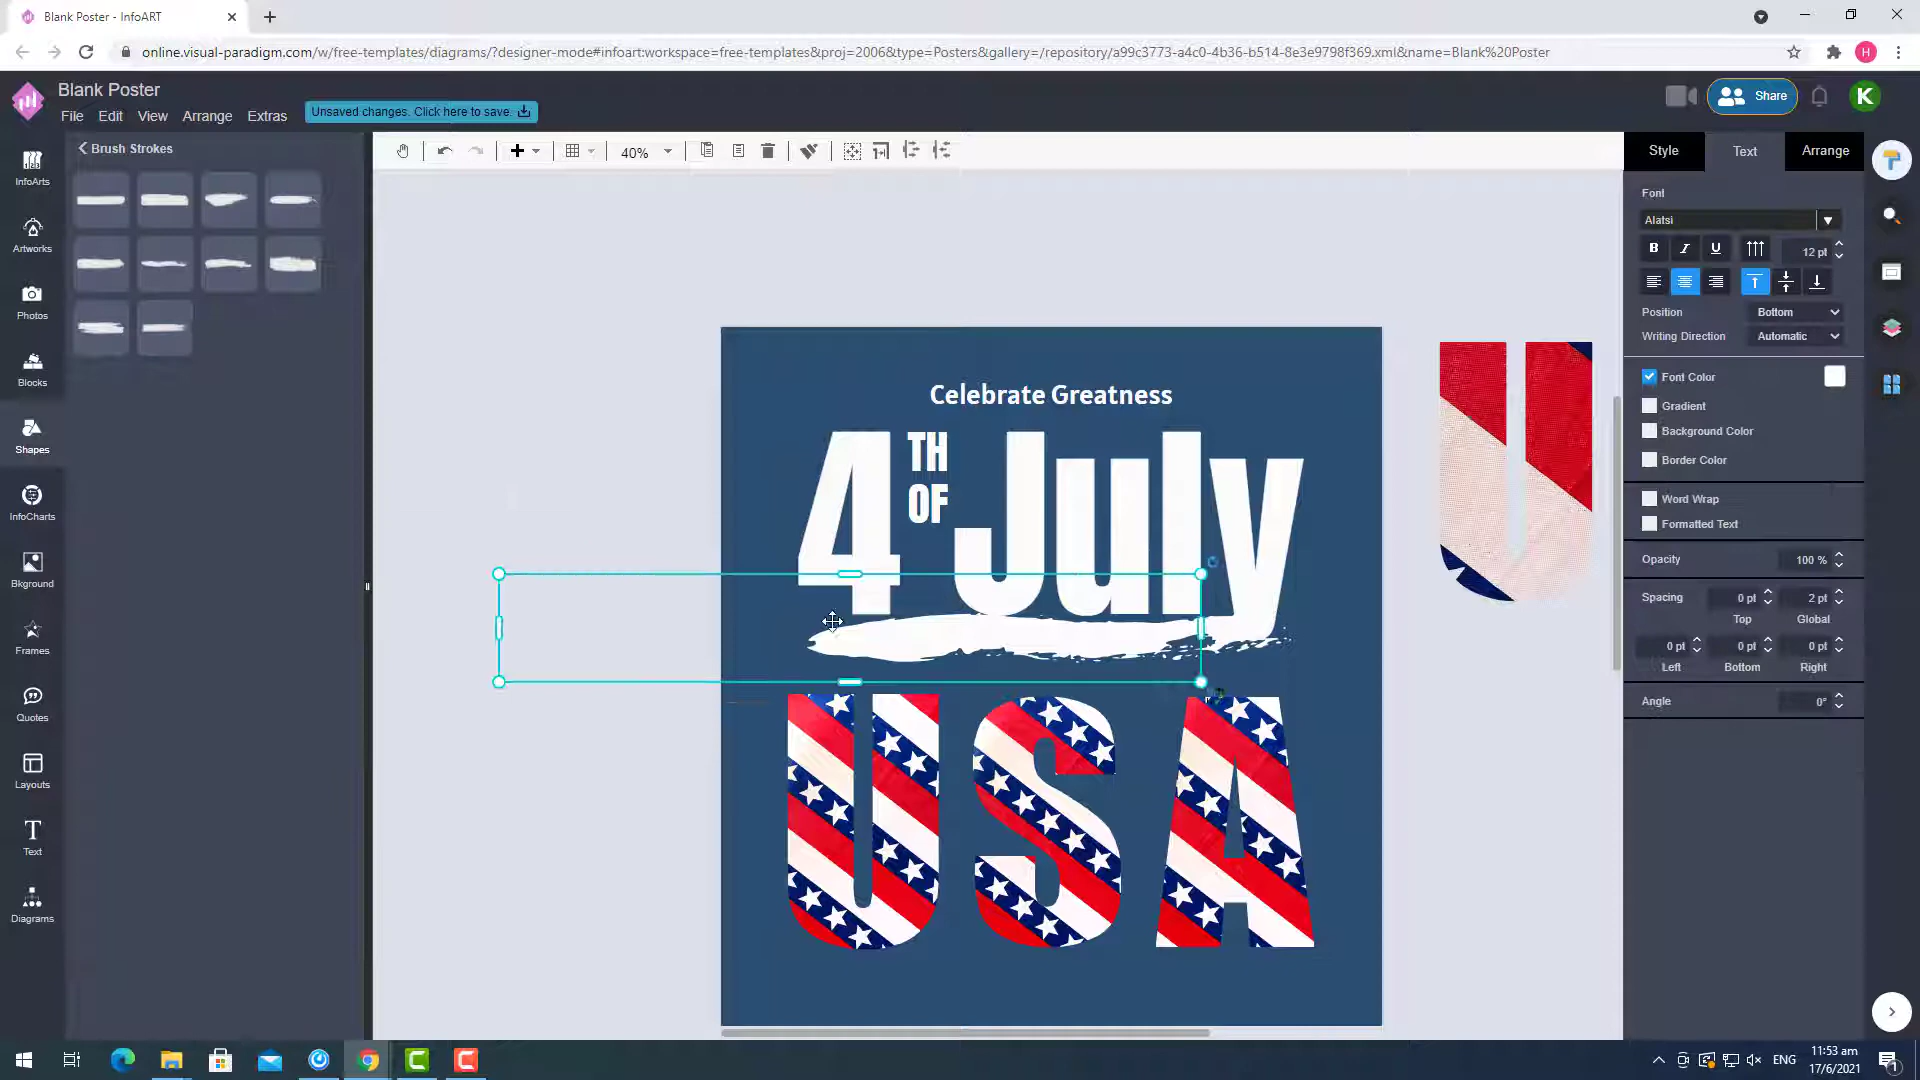 Blank Poster - InfoART
online.visual-paradigm.com/w/free-templates/diagrams/?designer-mode#infoart:workspace=free-templates&proj=2006&type=Posters&gallery=/repository/a99c3773-a4c0-4b36-b514-8e3e9798f369.xml&name=Blank%20Poster
H
Blank Poster
File Edit View Arrange Extras
Unsaved changes. Click here to save.
Share
K
Brush Strokes
40%
Style Text Arrange
InfoArts
Artworks
Photos
Blocks
Shapes
InfoCharts
Bkground
Frames
Quotes
Layouts
T
Text
Diagrams
Celebrate Greatness
4 TH OF July
USA
U
Font
Alatsi
B I U 12 pt
Position Bottom
Writing Direction Automatic
Font Color
Gradient
Background Color
Border Color
Word Wrap
Formatted Text
Opacity 100 %
Spacing 0 pt 2 pt
Top Global
0 pt 0 pt 0 pt
Left Bottom Right
Angle 0°
ENG
11:53 am
17/6/2021
1